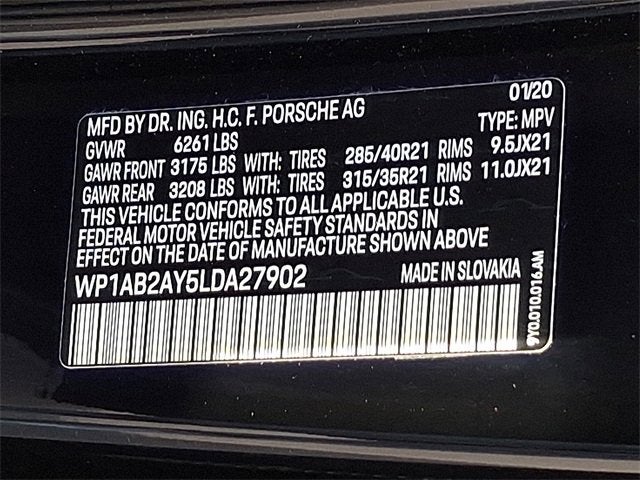 01/20
MFD BY DR. ING. H.C. F. PORSCHE AG
GVWR 6261 LBS TYPE: MPV
GAWR FRONT 3175 LBS WITH: TIRES 285/40R21 RIMS 9.5JX21
GAWR REAR 3208 LBS WITH: TIRES 315/35R21 RIMS 11.0JX21
THIS VEHICLE CONFORMS TO ALL APPLICABLE U.S.
FEDERAL MOTOR VEHICLE SAFETY STANDARDS IN
EFFECT ON THE DATE OF MANUFACTURE SHOWN ABOVE
WP1AB2AY5LDA27902 MADE IN SLOVAKIA
9Y0.010.016.AM